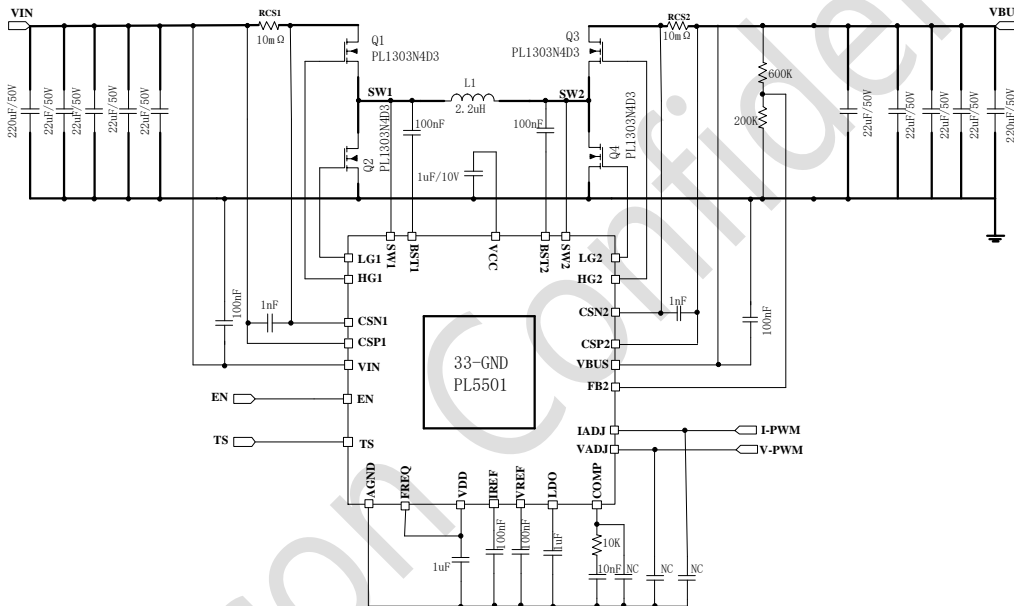 VIN
RCS1
10mΩ
Q1
PL1303N4D3
Q3
PL1303N4D3
RCS2
10mΩ
VBU
SW1
L1
2.2uH
SW2
220uF/50V
22uF/50V
22uF/50V
22uF/50V
22uF/50V
100nF
100nF
Q2
PL1303N4D3
1uF/10V
Q4
PL1303N4D3
600K
200K
22uF/50V
22uF/50V
22uF/50V
22uF/50V
220uF/50V
SW1
BST1
VCC
BST2
SW2
LG1
HG1
CSN1
CSP1
VIN
EN
TS
LG2
HG2
CSN2
CSP2
VBUS
FB2
IADJ
VADJ
100nF
1nF
1nF
100nF
33-GND
PL5501
EN
TS
I-PWM
V-PWM
AGND
FREQ
VDD
IREF
VREF
LDO
COMP
1uF
100nF
100nF
1uF
10K
10nF
NC
NC
NC
on Confiden